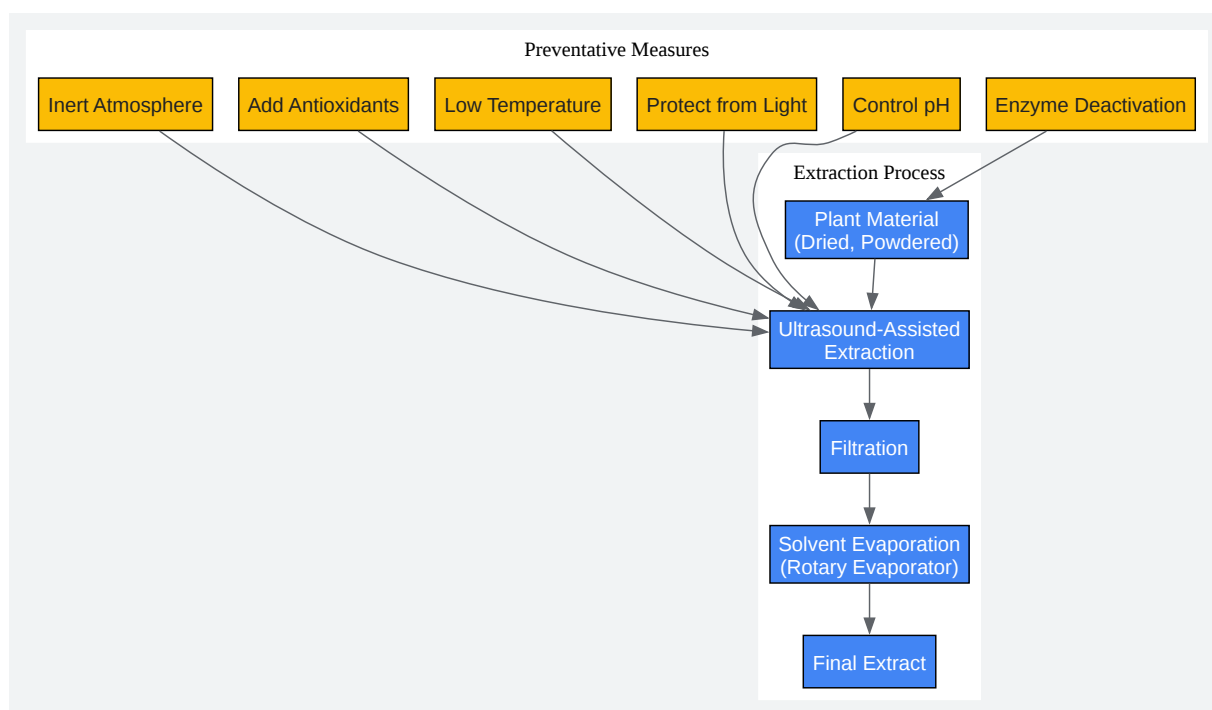 Preventative Measures
Inert Atmosphere
Add Antioxidants
Low Temperature
Protect from Light
Control pH
Enzyme Deactivation
Extraction Process
Plant Material
(Dried, Powdered)
Ultrasound-Assisted
Extraction
Filtration
Solvent Evaporation
(Rotary Evaporator)
Final Extract